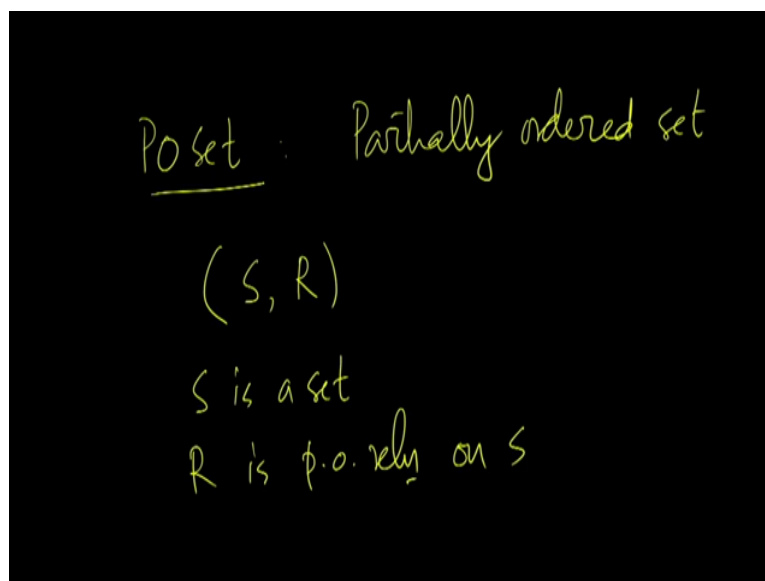 Poset : Partially ordered set
(S, R)
S is a set
R is p.o. reln on S